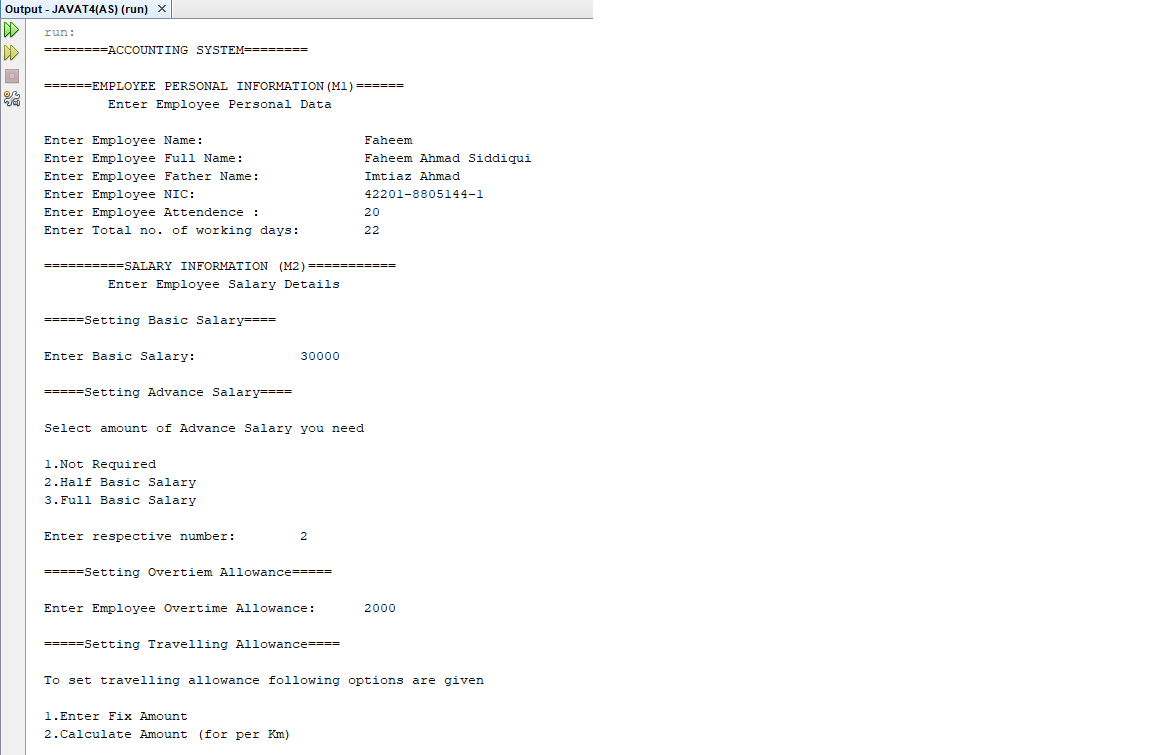 Output - JAVAT4(AS) (run) ×
run:
========ACCOUNTING SYSTEM========
======EMPLOYEE PERSONAL INFORMATION(M1)======
Enter Employee Personal Data
Enter Employee Name: Faheem
Enter Employee Full Name: Faheem Ahmad Siddiqui
Enter Employee Father Name: Imtiaz Ahmad
Enter Employee NIC: 42201-8805144-1
Enter Employee Attendence : 20
Enter Total no. of working days: 22
==========SALARY INFORMATION (M2)===========
Enter Employee Salary Details
=====Setting Basic Salary====
Enter Basic Salary: 30000
=====Setting Advance Salary====
Select amount of Advance Salary you need
1.Not Required
2.Half Basic Salary
3.Full Basic Salary
Enter respective number: 2
=====Setting Overtiem Allowance=====
Enter Employee Overtime Allowance: 2000
=====Setting Travelling Allowance====
To set travelling allowance following options are given
1.Enter Fix Amount
2.Calculate Amount (for per Km)